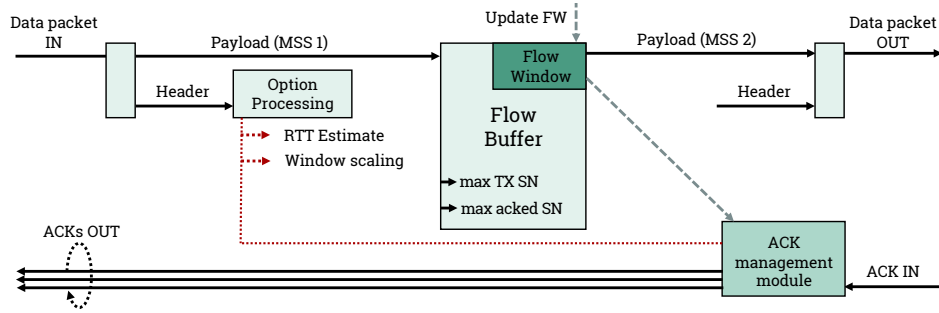 Update FW
Data packet
IN
Payload (MSS 1)
Payload (MSS 2)
Data packet
OUT
Flow
Window
Header
Option
Processing
Header
Flow
Buffer
RTT Estimate
Window scaling
max TX SN
max acked SN
ACKs OUT
ACK
management
module
ACK IN